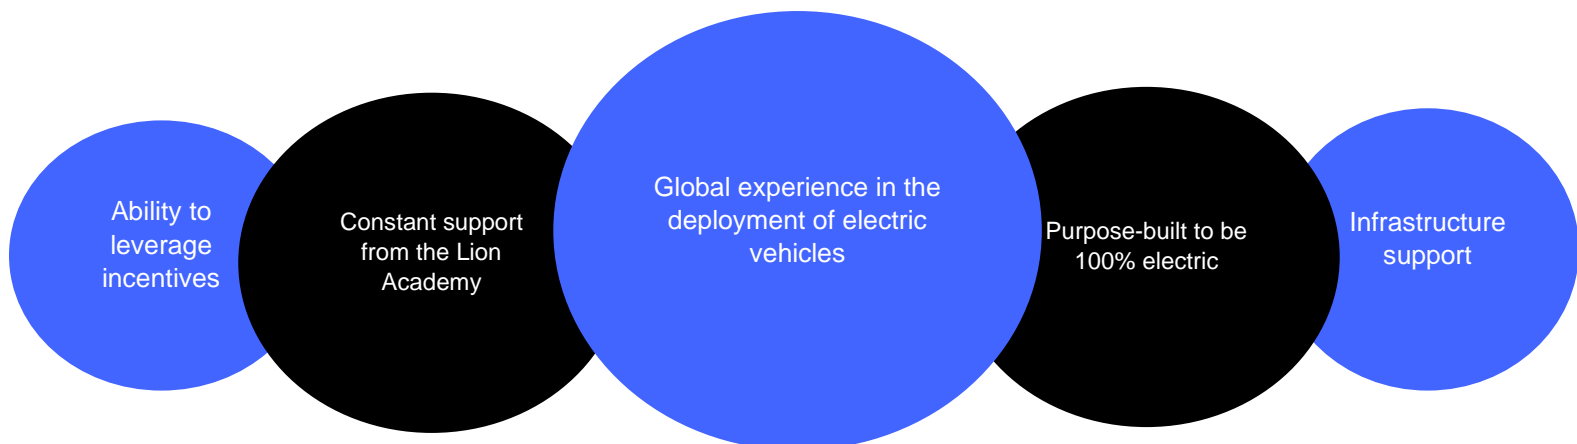 Ability to
leverage
incentives
Constant support
from the Lion
Academy
Global experience in the
deployment of electric
vehicles
Purpose-built to be
100% electric
Infrastructure
support